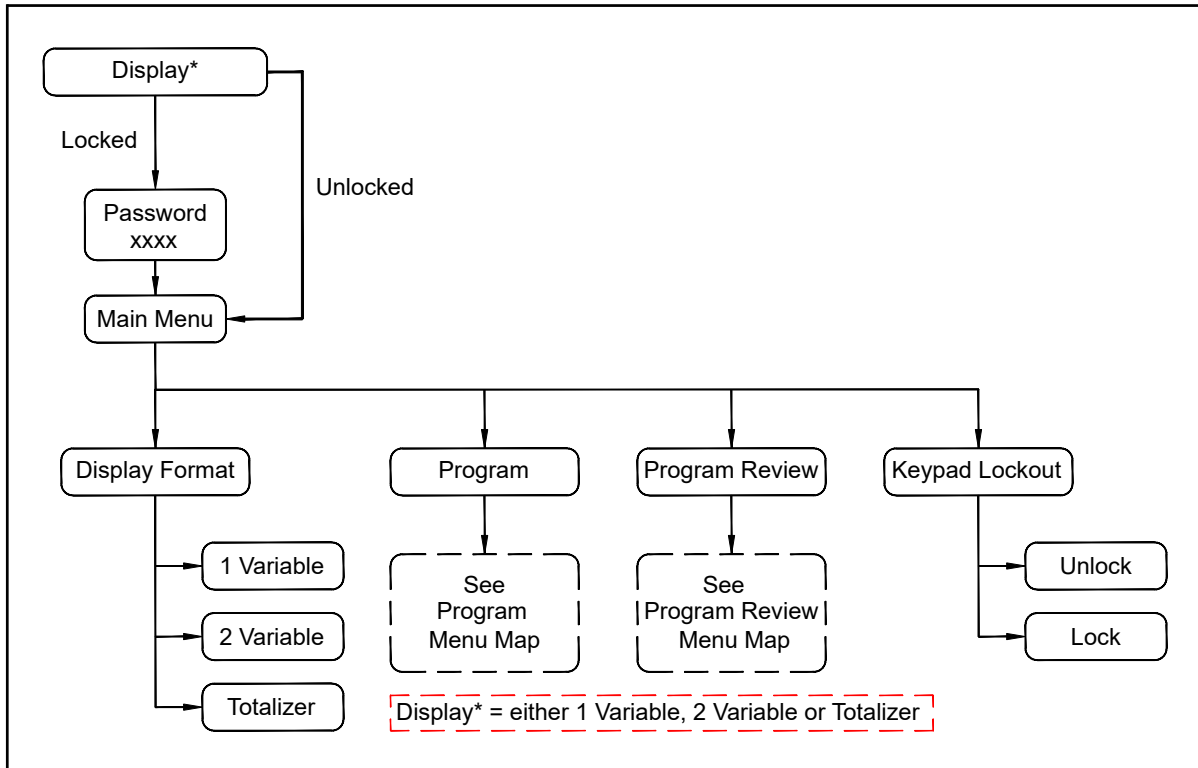 Display*
Locked
Unlocked
Password
xxxx
Main Menu
Display Format
Program
Program Review
Keypad Lockout
1 Variable
2 Variable
Totalizer
See
Program
Menu Map
See
Program Review
Menu Map
Unlock
Lock
Display* = either 1 Variable, 2 Variable or Totalizer